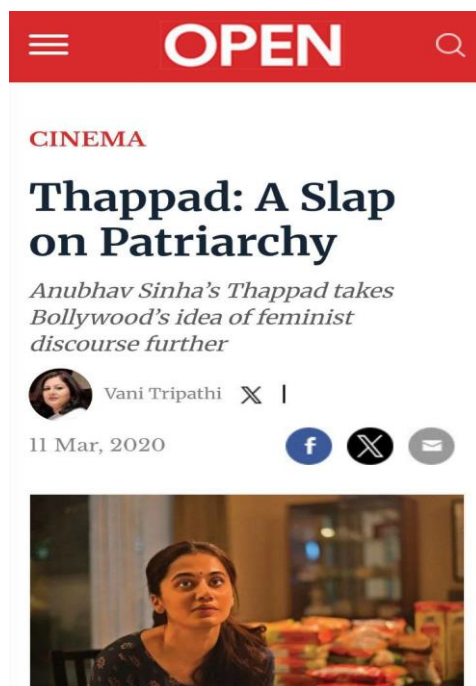 OPEN
CINEMA
Thappad: A Slap
on Patriarchy
Anubhav Sinha's Thappad takes
Bollywood's idea of feminist
discourse further
Vani Tripathi
11 Mar, 2020